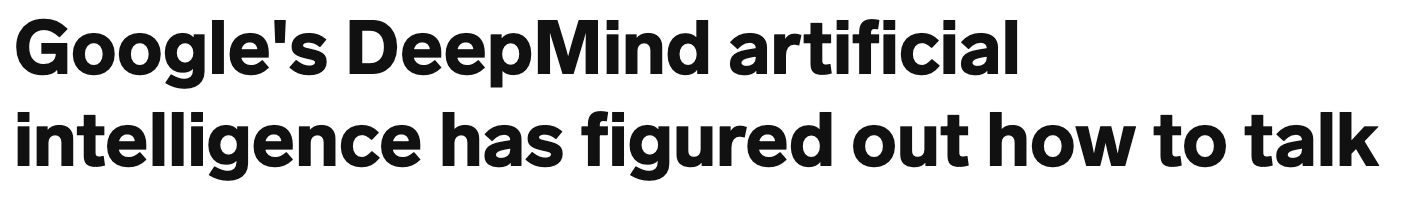 Google's DeepMind artificial
intelligence has figured out how to talk